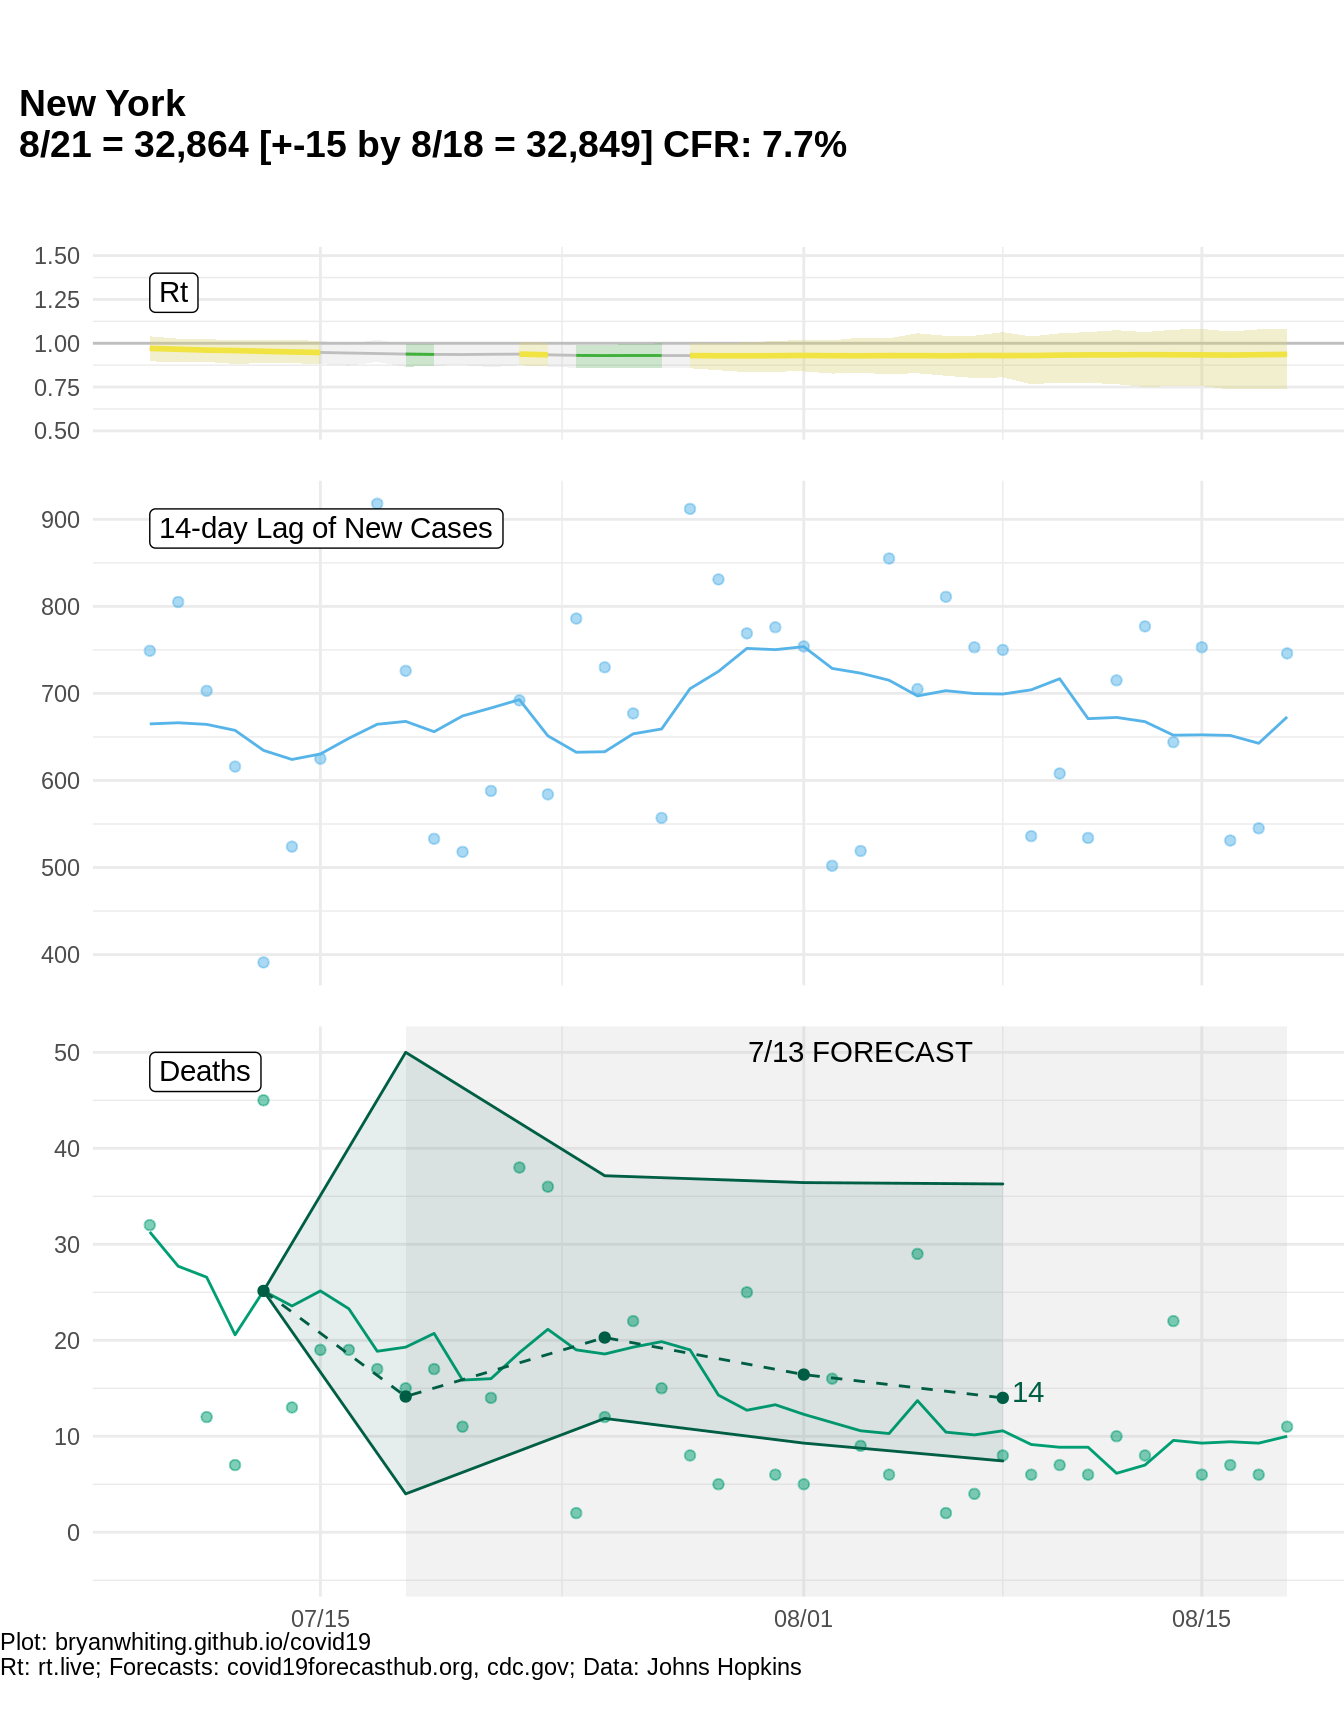 New York
8/21 = 32,864 [+-15 by 8/18 = 32,849] CFR: 7.7%
1.50
1.25
1.00
0.75
0.50
Rt
900
800
700
600
500
400
14-day Lag of New Cases
50
40
30
20
10
0
Deaths
7/13 FORECAST
14
07/15
08/01
08/15
Plot: bryanwhiting.github.io/covid19
Rt: rt.live; Forecasts: covid19forecasthub.org, cdc.gov; Data: Johns Hopkins